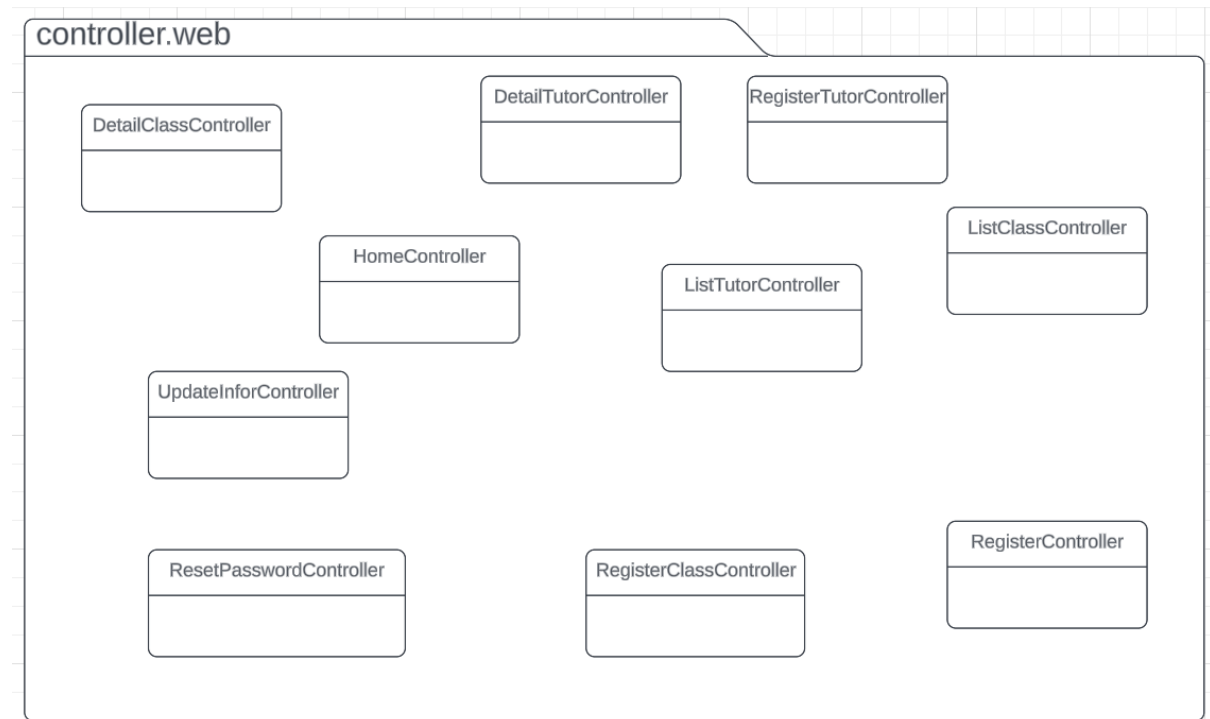 controller.web
DetailTutorController
RegisterTutorController
DetailClassController
ListClassController
HomeController
ListTutorController
UpdateInforController
RegisterController
ResetPasswordController
RegisterClassController